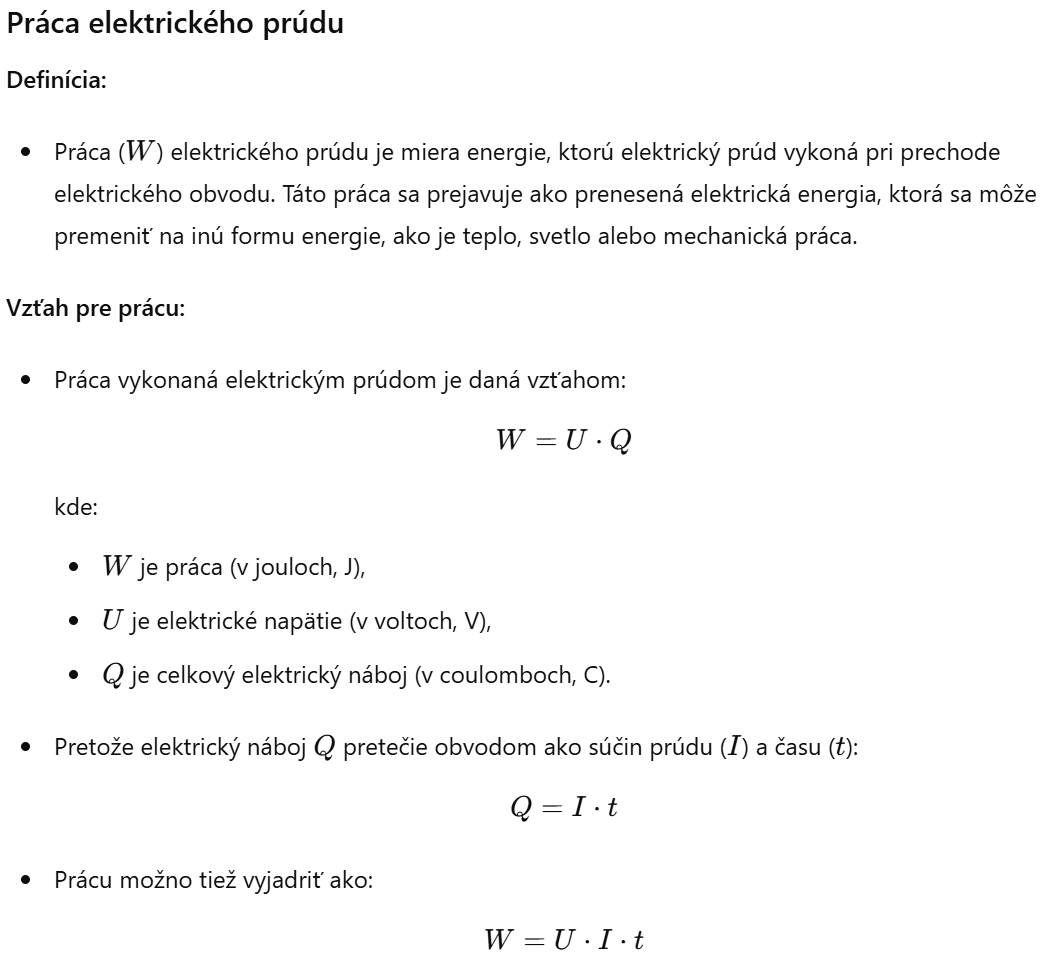 Práca elektrického prúdu
Definícia:
Práca (W) elektrického prúdu je miera energie, ktorú elektrický prúd vykoná pri prechode
elektrického obvodu. Táto práca sa prejavuje ako prenesená elektrická energia, ktorá sa môže
premeniť na inú formu energie, ako je teplo, svetlo alebo mechanická práca.
Vzťah pre prácu:
Práca vykonaná elektrickým prúdom je daná vzťahom:
W = U · Q
kde:
W je práca (v jouloch, J),
U je elektrické napätie (v voltoch, V),
Q je celkový elektrický náboj (v coulomboch, C).
Pretože elektrický náboj Q pretečie obvodom ako súčin prúdu (I) a času (t):
Q = I · t
Prácu možno tiež vyjadriť ako:
W = U · I · t